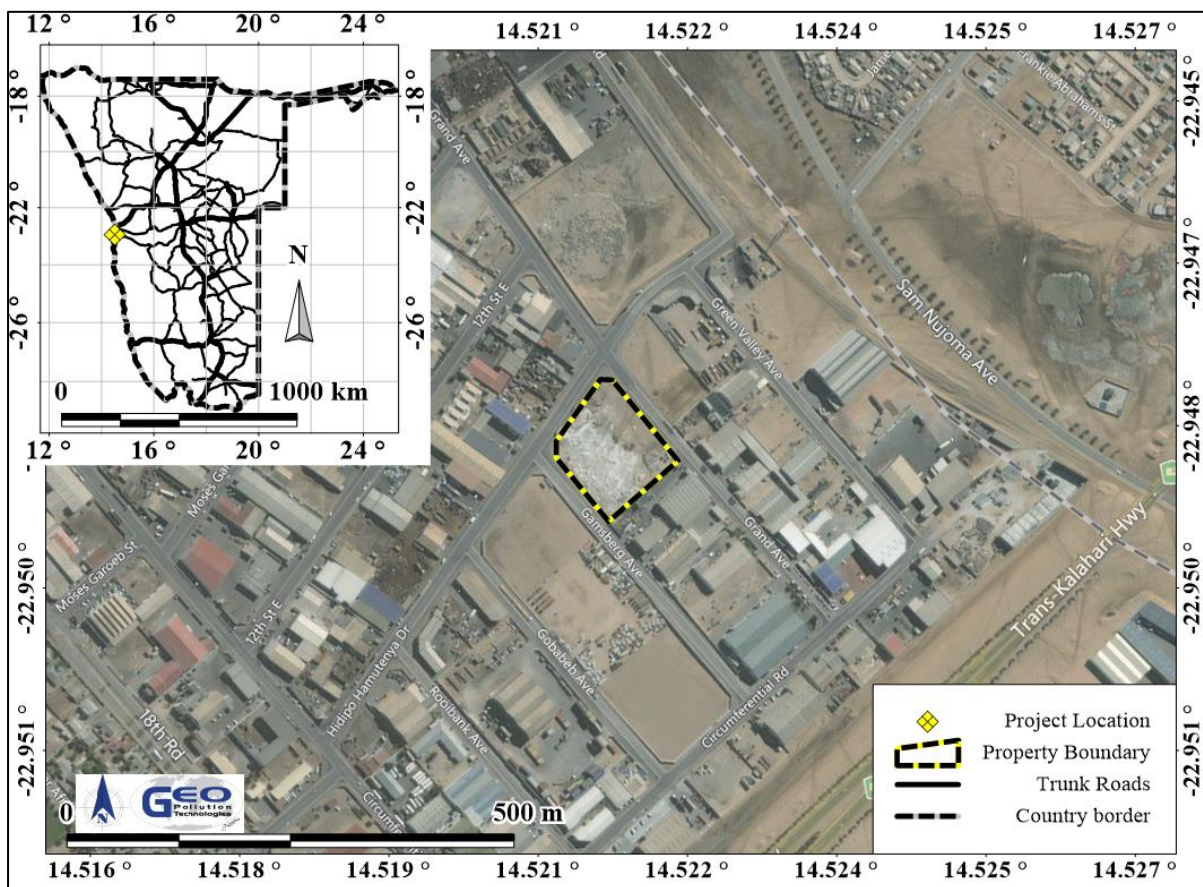 12 ° 16 ° 20 ° 24 °
14.521 ° 14.522 ° 14.524 ° 14.525 ° 14.527 °
-18 °
-22 °
-26 °
-18 °
-22 °
-26 °
N
0 1000 km
12 ° 16 ° 20 ° 24 °
-22.945 °
-22.947 °
-22.948 °
-22.950 °
-22.951 °
Grand Ave
Frankie Abrahams St
12th St E
Green Valley Ave
Sam Nujoma Ave
Gamsberg Ave
Grand Ave
Trans-Kalahari Hwy
Moses Garoeb St
12th St E
Hidipo Hamutenya Dr
Gobabeb Ave
Rooibank Ave
Circumferential Rd
18th Rd
-22.950 °
-22.951 °
Project Location
Property Boundary
Trunk Roads
Country border
N
GEO
Pollution
Technologies
0 500 m
14.516 ° 14.518 ° 14.519 ° 14.521 ° 14.522 ° 14.524 ° 14.525 ° 14.527 °